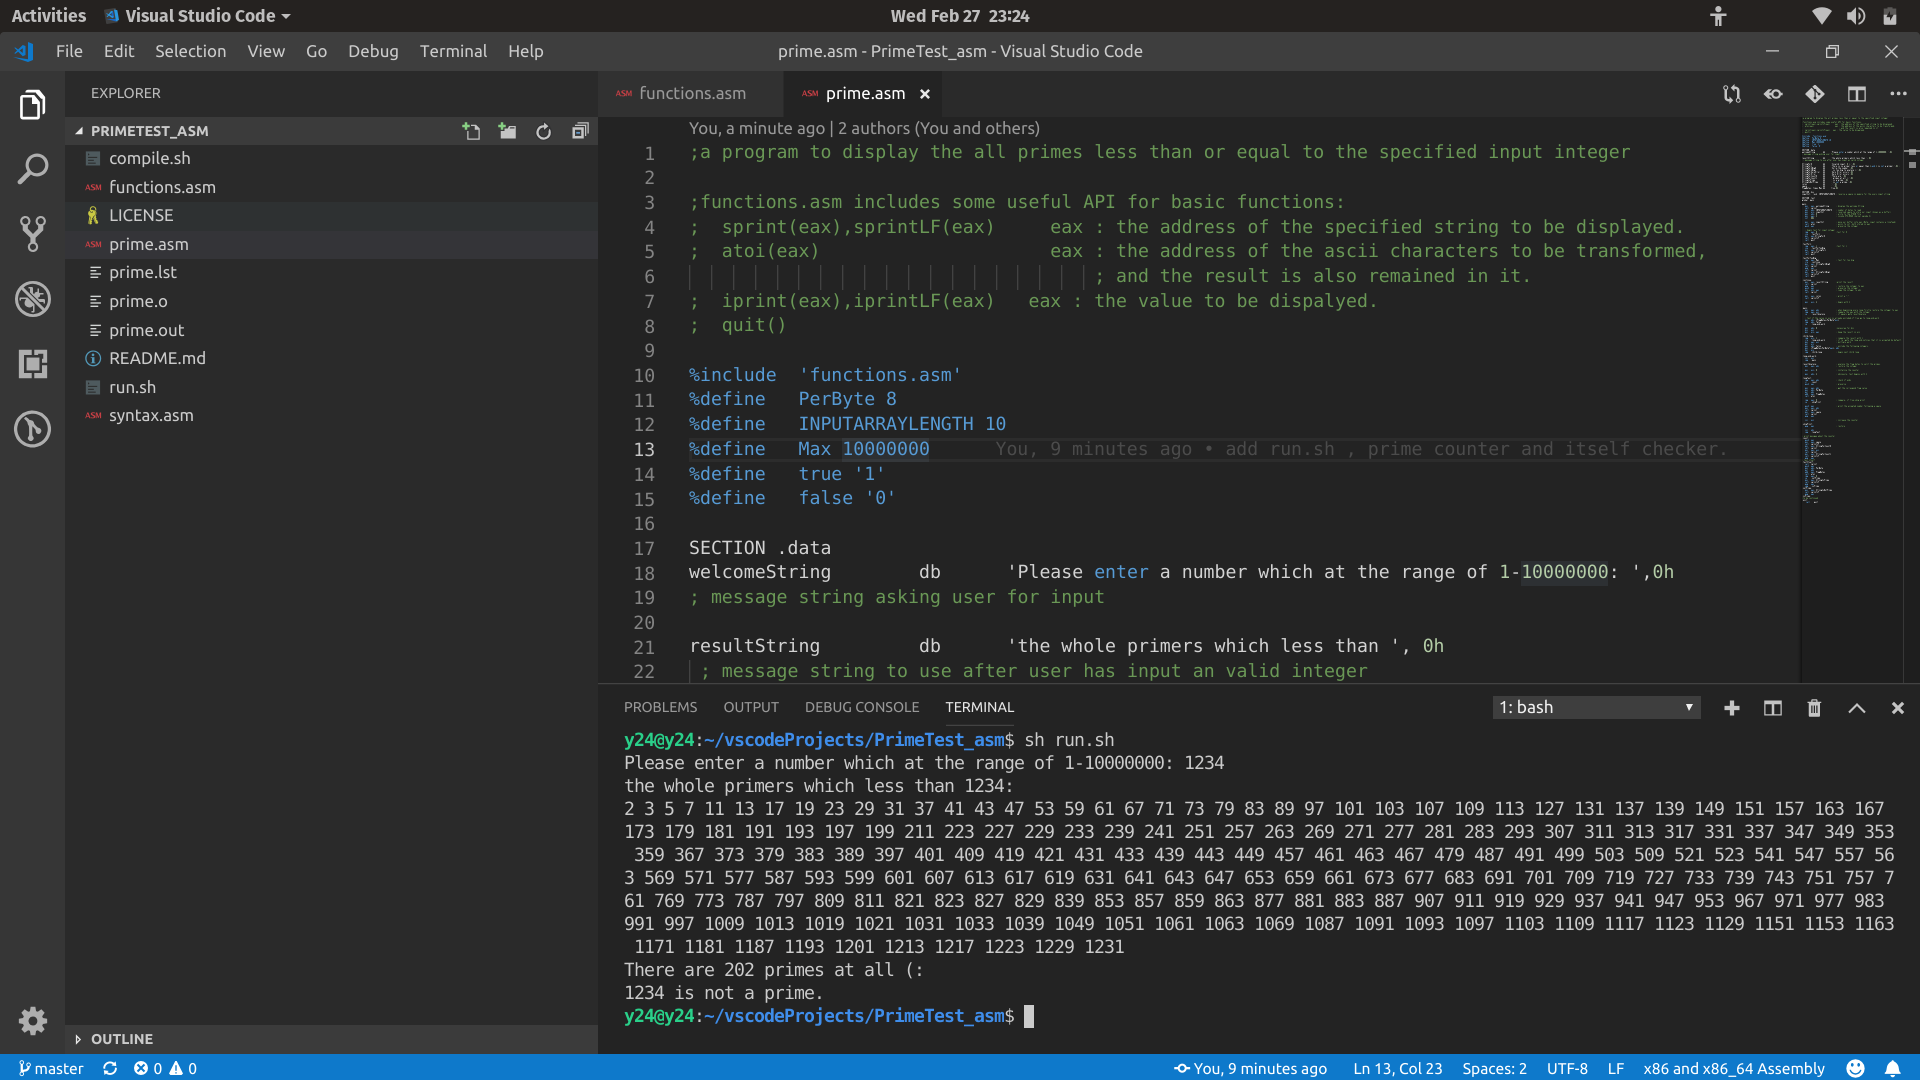 Activities Visual Studio Code Wed Feb 27 23:24
File Edit Selection View Go Debug Terminal Help prime.asm - PrimeTest_asm - Visual Studio Code
EXPLORER
PRIMETEST_ASM
compile.sh
ASM functions.asm
LICENSE
ASM prime.asm
prime.lst
prime.o
prime.out
README.md
run.sh
ASM syntax.asm
OUTLINE
ASM functions.asm ASM prime.asm
You, a minute ago | 2 authors (You and others)
1 ;a program to display the all primes less than or equal to the specified input integer
2
3 ;functions.asm includes some useful API for basic functions:
4 ;  sprint(eax),sprintLF(eax)     eax : the address of the specified string to be displayed.
5 ;  atoi(eax)                     eax : the address of the ascii characters to be transformed,
6 ; and the result is also remained in it.
7 ;  iprint(eax),iprintLF(eax)   eax : the value to be dispalyed.
8 ;  quit()
9
10 %include  'functions.asm'
11 %define   PerByte 8
12 %define   INPUTARRAYLENGTH 10
13 %define   Max 10000000      You, 9 minutes ago • add run.sh , prime counter and itself checker.
14 %define   true '1'
15 %define   false '0'
16
17 SECTION .data
18 welcomeString        db      'Please enter a number which at the range of 1-10000000: ',0h
19 ; message string asking user for input
20
21 resultString         db      'the whole primers which less than ', 0h
22 ; message string to use after user has input an valid integer
PROBLEMS OUTPUT DEBUG CONSOLE TERMINAL 1: bash
y24@y24:~/vscodeProjects/PrimeTest_asm$ sh run.sh
Please enter a number which at the range of 1-10000000: 1234
the whole primers which less than 1234:
2 3 5 7 11 13 17 19 23 29 31 37 41 43 47 53 59 61 67 71 73 79 83 89 97 101 103 107 109 113 127 131 137 139 149 151 157 163 167
173 179 181 191 193 197 199 211 223 227 229 233 239 241 251 257 263 269 271 277 281 283 293 307 311 313 317 331 337 347 349 353
 359 367 373 379 383 389 397 401 409 419 421 431 433 439 443 449 457 461 463 467 479 487 491 499 503 509 521 523 541 547 557 56
3 569 571 577 587 593 599 601 607 613 617 619 631 641 643 647 653 659 661 673 677 683 691 701 709 719 727 733 739 743 751 757 7
61 769 773 787 797 809 811 821 823 827 829 839 853 857 859 863 877 881 883 887 907 911 919 929 937 941 947 953 967 971 977 983
991 997 1009 1013 1019 1021 1031 1033 1039 1049 1051 1061 1063 1069 1087 1091 1093 1097 1103 1109 1117 1123 1129 1151 1153 1163
 1171 1181 1187 1193 1201 1213 1217 1223 1229 1231
There are 202 primes at all (:
1234 is not a prime.
y24@y24:~/vscodeProjects/PrimeTest_asm$
master 0 0 You, 9 minutes ago Ln 13, Col 23 Spaces: 2 UTF-8 LF x86 and x86_64 Assembly